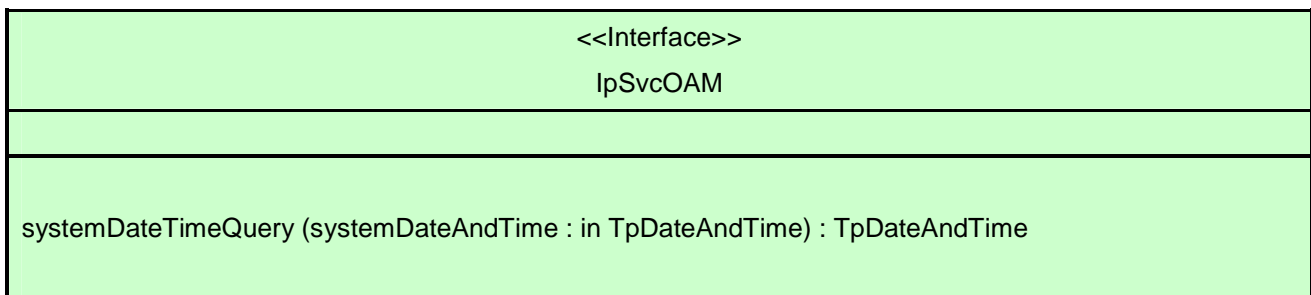 <<Interface>>
IpSvcOAM
systemDateTimeQuery (systemDateAndTime : in TpDateAndTime) : TpDateAndTime